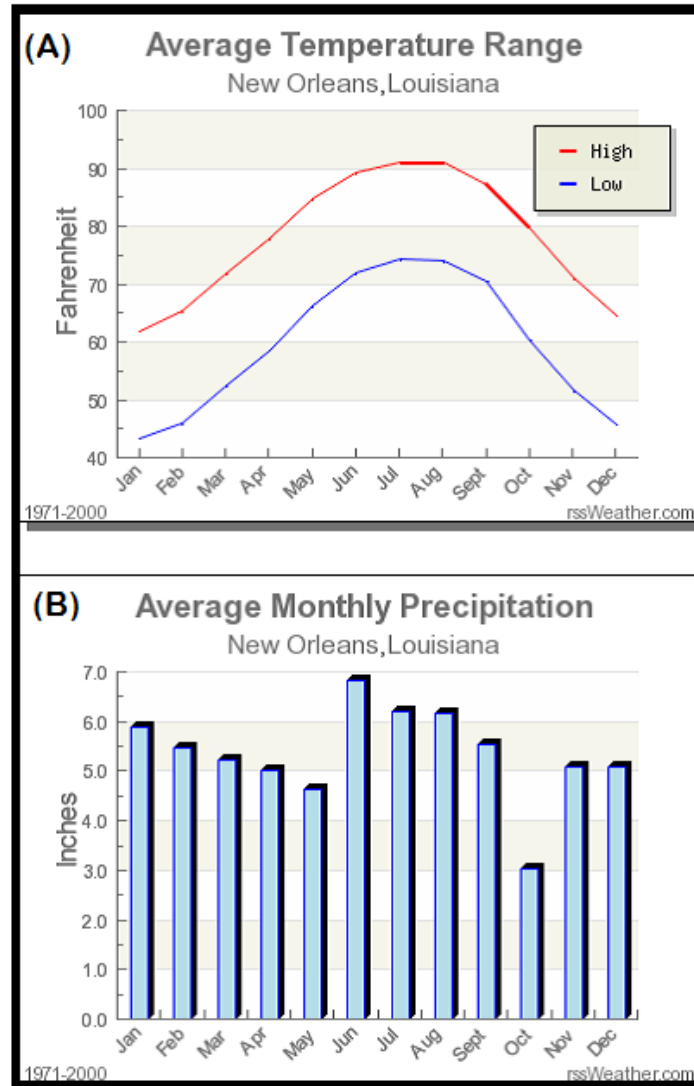 (A) Average Temperature Range
New Orleans,Louisiana
100
90
80
70
60
50
40
Fahrenheit
High
Low
Jan Feb Mar Apr May Jun Jul Aug Sept Oct Nov Dec
1971-2000 rssWeather.com
(B) Average Monthly Precipitation
New Orleans,Louisiana
7.0
6.0
5.0
4.0
3.0
2.0
1.0
0.0
Inches
Jan Feb Mar Apr May Jun Jul Aug Sept Oct Nov Dec
1971-2000 rssWeather.com